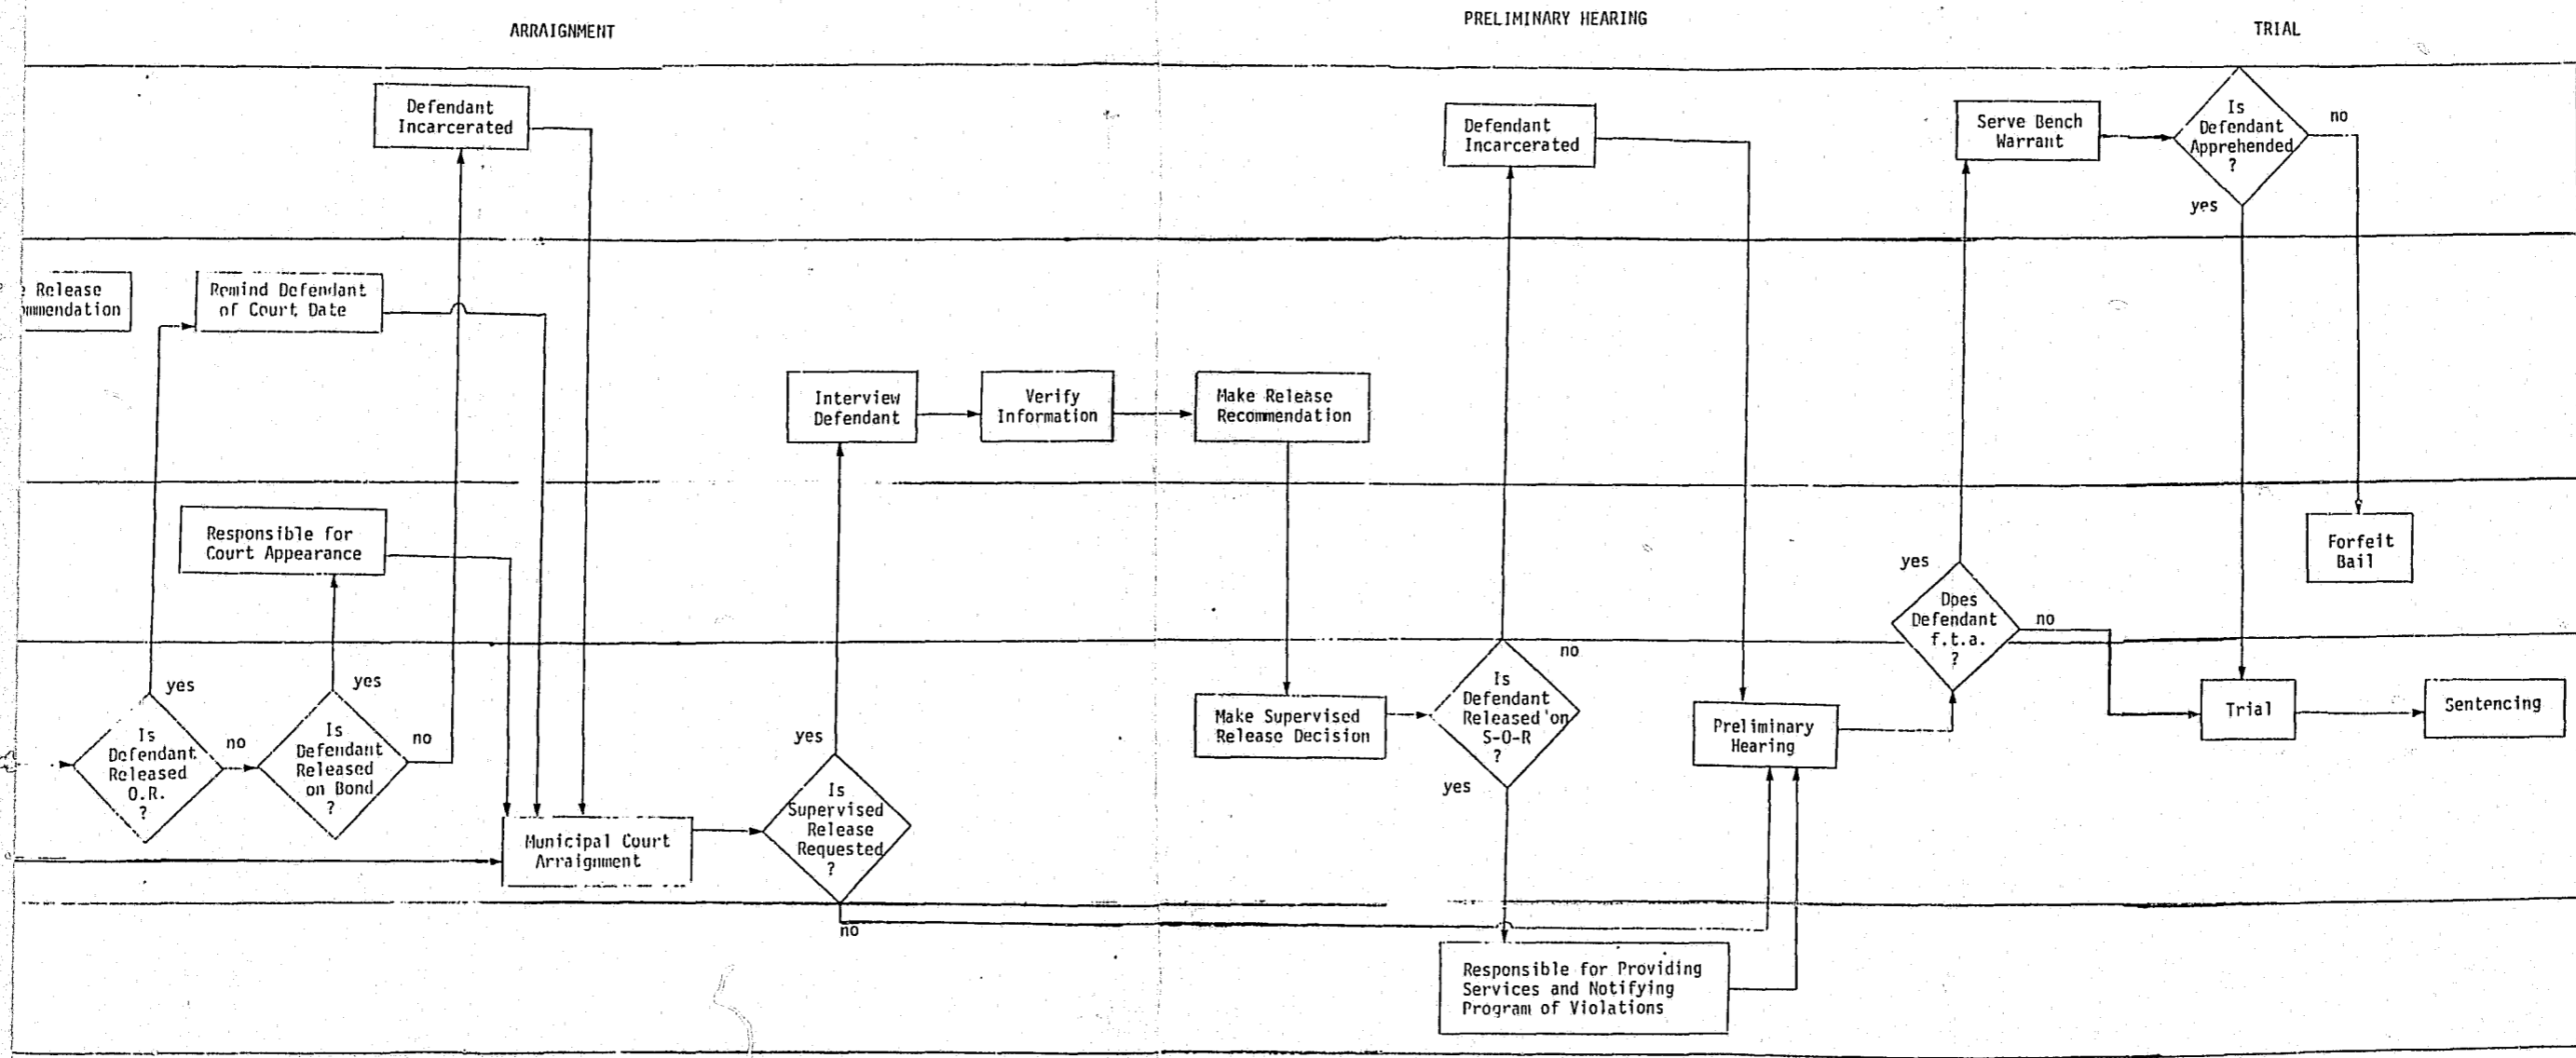 ARRAIGNMENT
PRELIMINARY HEARING
TRIAL
Defendant
Incarcerated
Defendant
Incarcerated
Serve Bench
Warrant
Is
Defendant
Apprehended
?
no
yes
Release
mmendation
Remind Defendant
of Court Date
Interview
Defendant
Verify
Information
Make Release
Recommendation
Responsible for
Court Appearance
Forfeit
Bail
yes
Does
Defendant
f.t.a.
?
no
yes
Is
Defendant
Released
O.R.
?
no
yes
Is
Defendant
Released
on Bond
?
no
Municipal Court
Arraignment
yes
Is
Supervised
Release
Requested
?
no
Make Supervised
Release Decision
no
Is
Defendant
Released on
S-O-R
?
yes
Preliminary
Hearing
Trial
Sentencing
Responsible for Providing
Services and Notifying
Program of Violations